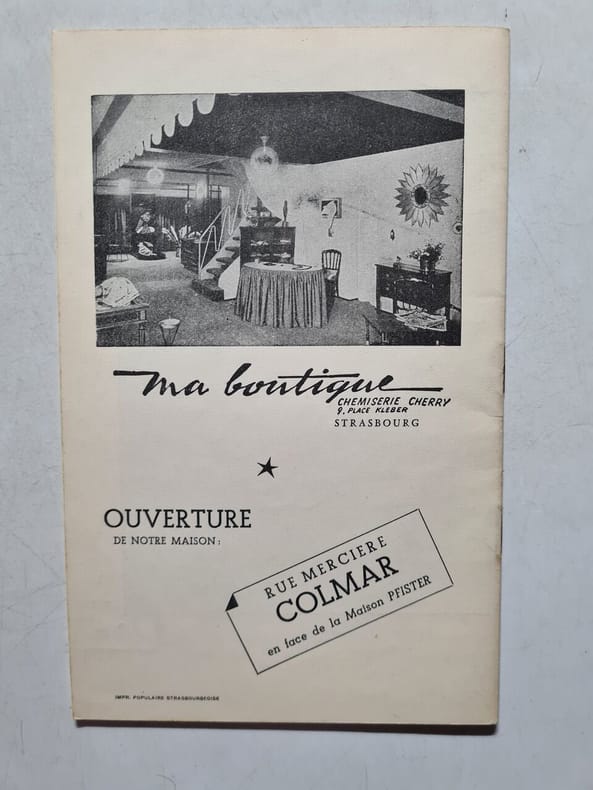 ma boutique
CHEMISERIE CHERRY
9, PLACE KLEBER
STRASBOURG
OUVERTURE
DE NOTRE MAISON :
RUE MERCIERE
COLMAR
en face de la Maison PFISTER
IMPR. POPULAIRE STRASBOURGEOISE